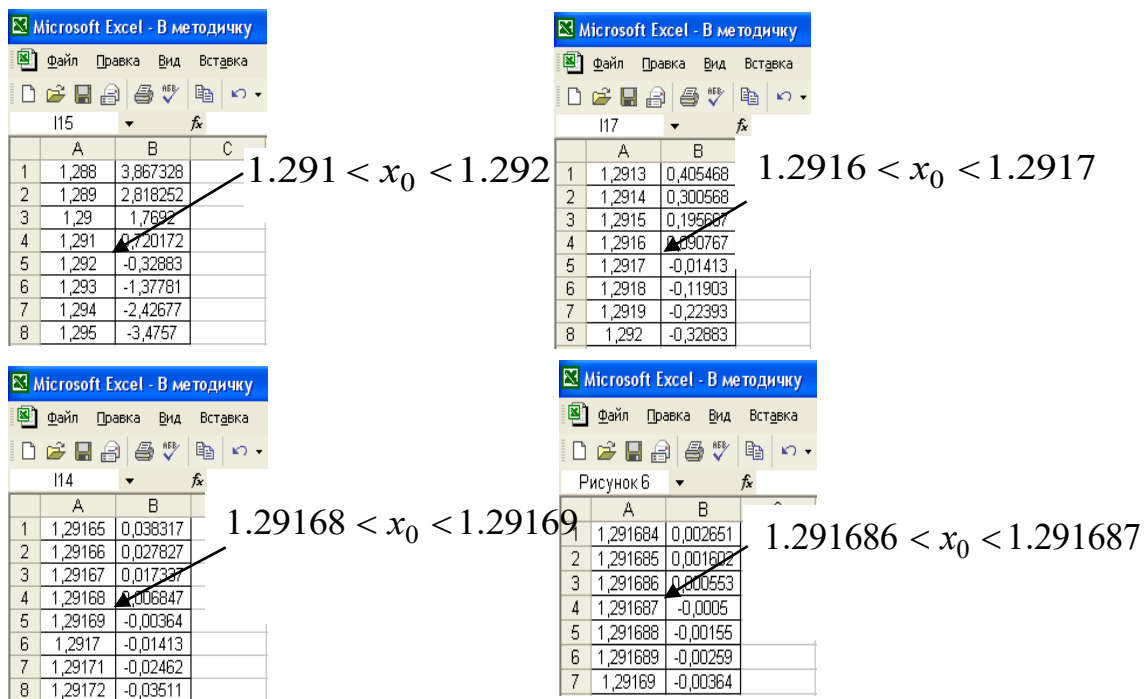 Microsoft Excel - В методичку
Файл Правка Вид Вставка
I15 fx
A B C
1 1,288 3,867328
2 1,289 2,818252
3 1,29 1,7692
4 1,291 0,720172
5 1,292 -0,32883
6 1,293 -1,37781
7 1,294 -2,42677
8 1,295 -3,4757
1.291 < x₀ < 1.292
Microsoft Excel - В методичку
Файл Правка Вид Вставка
I17 fx
A B
1 1,2913 0,405468
2 1,2914 0,300568
3 1,2915 0,195667
4 1,2916 0,090767
5 1,2917 -0,01413
6 1,2918 -0,11903
7 1,2919 -0,22393
8 1,292 -0,32883
1.2916 < x₀ < 1.2917
Microsoft Excel - В методичку
Файл Правка Вид Вставка
I14 fx
A B
1 1,29165 0,038317
2 1,29166 0,027827
3 1,29167 0,017337
4 1,29168 0,006847
5 1,29169 -0,00364
6 1,2917 -0,01413
7 1,29171 -0,02462
8 1,29172 -0,03511
1.29168 < x₀ < 1.29169
Microsoft Excel - В методичку
Файл Правка Вид Вставка
Рисунок 6 fx
A B
1 1,291684 0,002651
2 1,291685 0,001602
3 1,291686 0,000553
4 1,291687 -0,0005
5 1,291688 -0,00155
6 1,291689 -0,00259
7 1,29169 -0,00364
1.291686 < x₀ < 1.291687